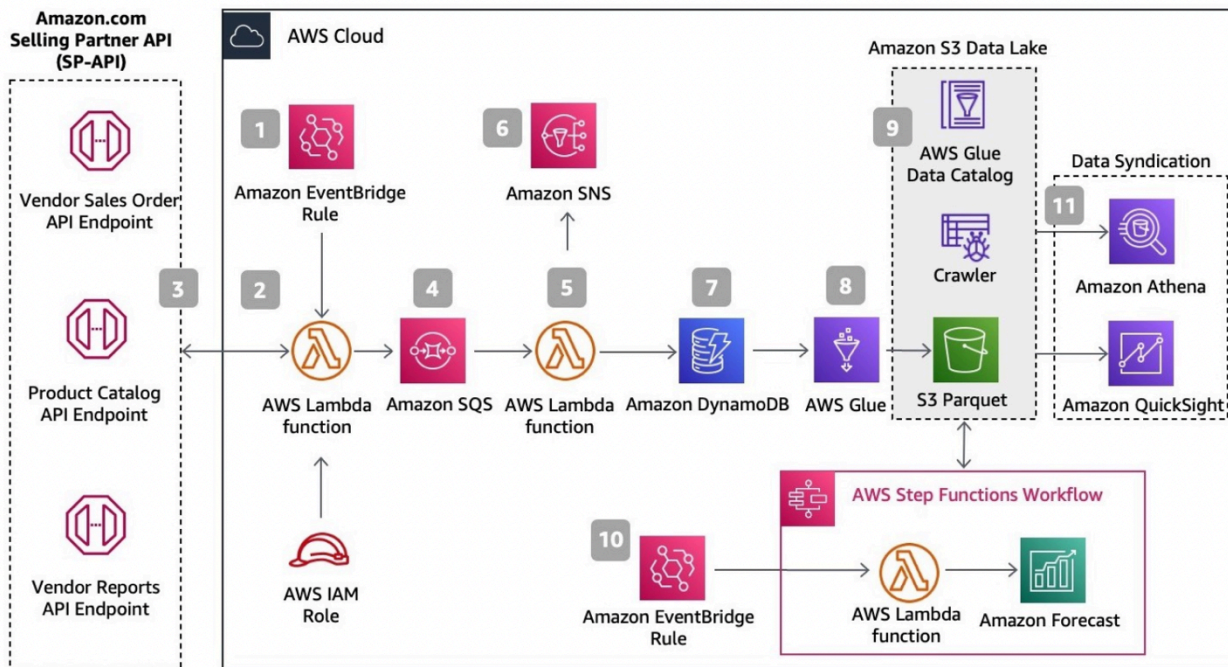 Amazon.com
Selling Partner API
(SP-API)
Vendor Sales Order
API Endpoint
Product Catalog
API Endpoint
Vendor Reports
API Endpoint
AWS Cloud
1
Amazon EventBridge
Rule
2
3
AWS Lambda
function
AWS IAM
Role
4
Amazon SQS
5
AWS Lambda
function
6
Amazon SNS
7
Amazon DynamoDB
8
AWS Glue
Amazon S3 Data Lake
9
AWS Glue
Data Catalog
Crawler
S3 Parquet
10
Amazon EventBridge
Rule
AWS Step Functions Workflow
AWS Lambda
function
Amazon Forecast
Data Syndication
11
Amazon Athena
Amazon QuickSight